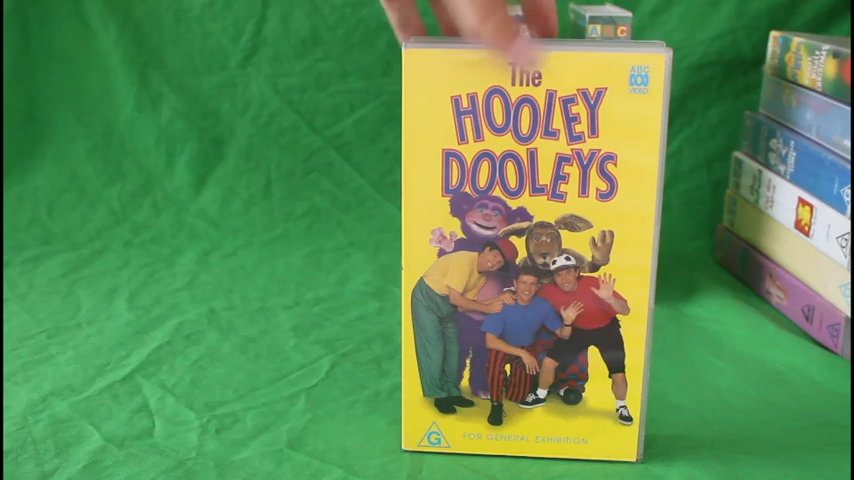 The
HOOLEY
DOOLEYS
ABC
VIDEO
G
FOR GENERAL EXHIBITION
A C